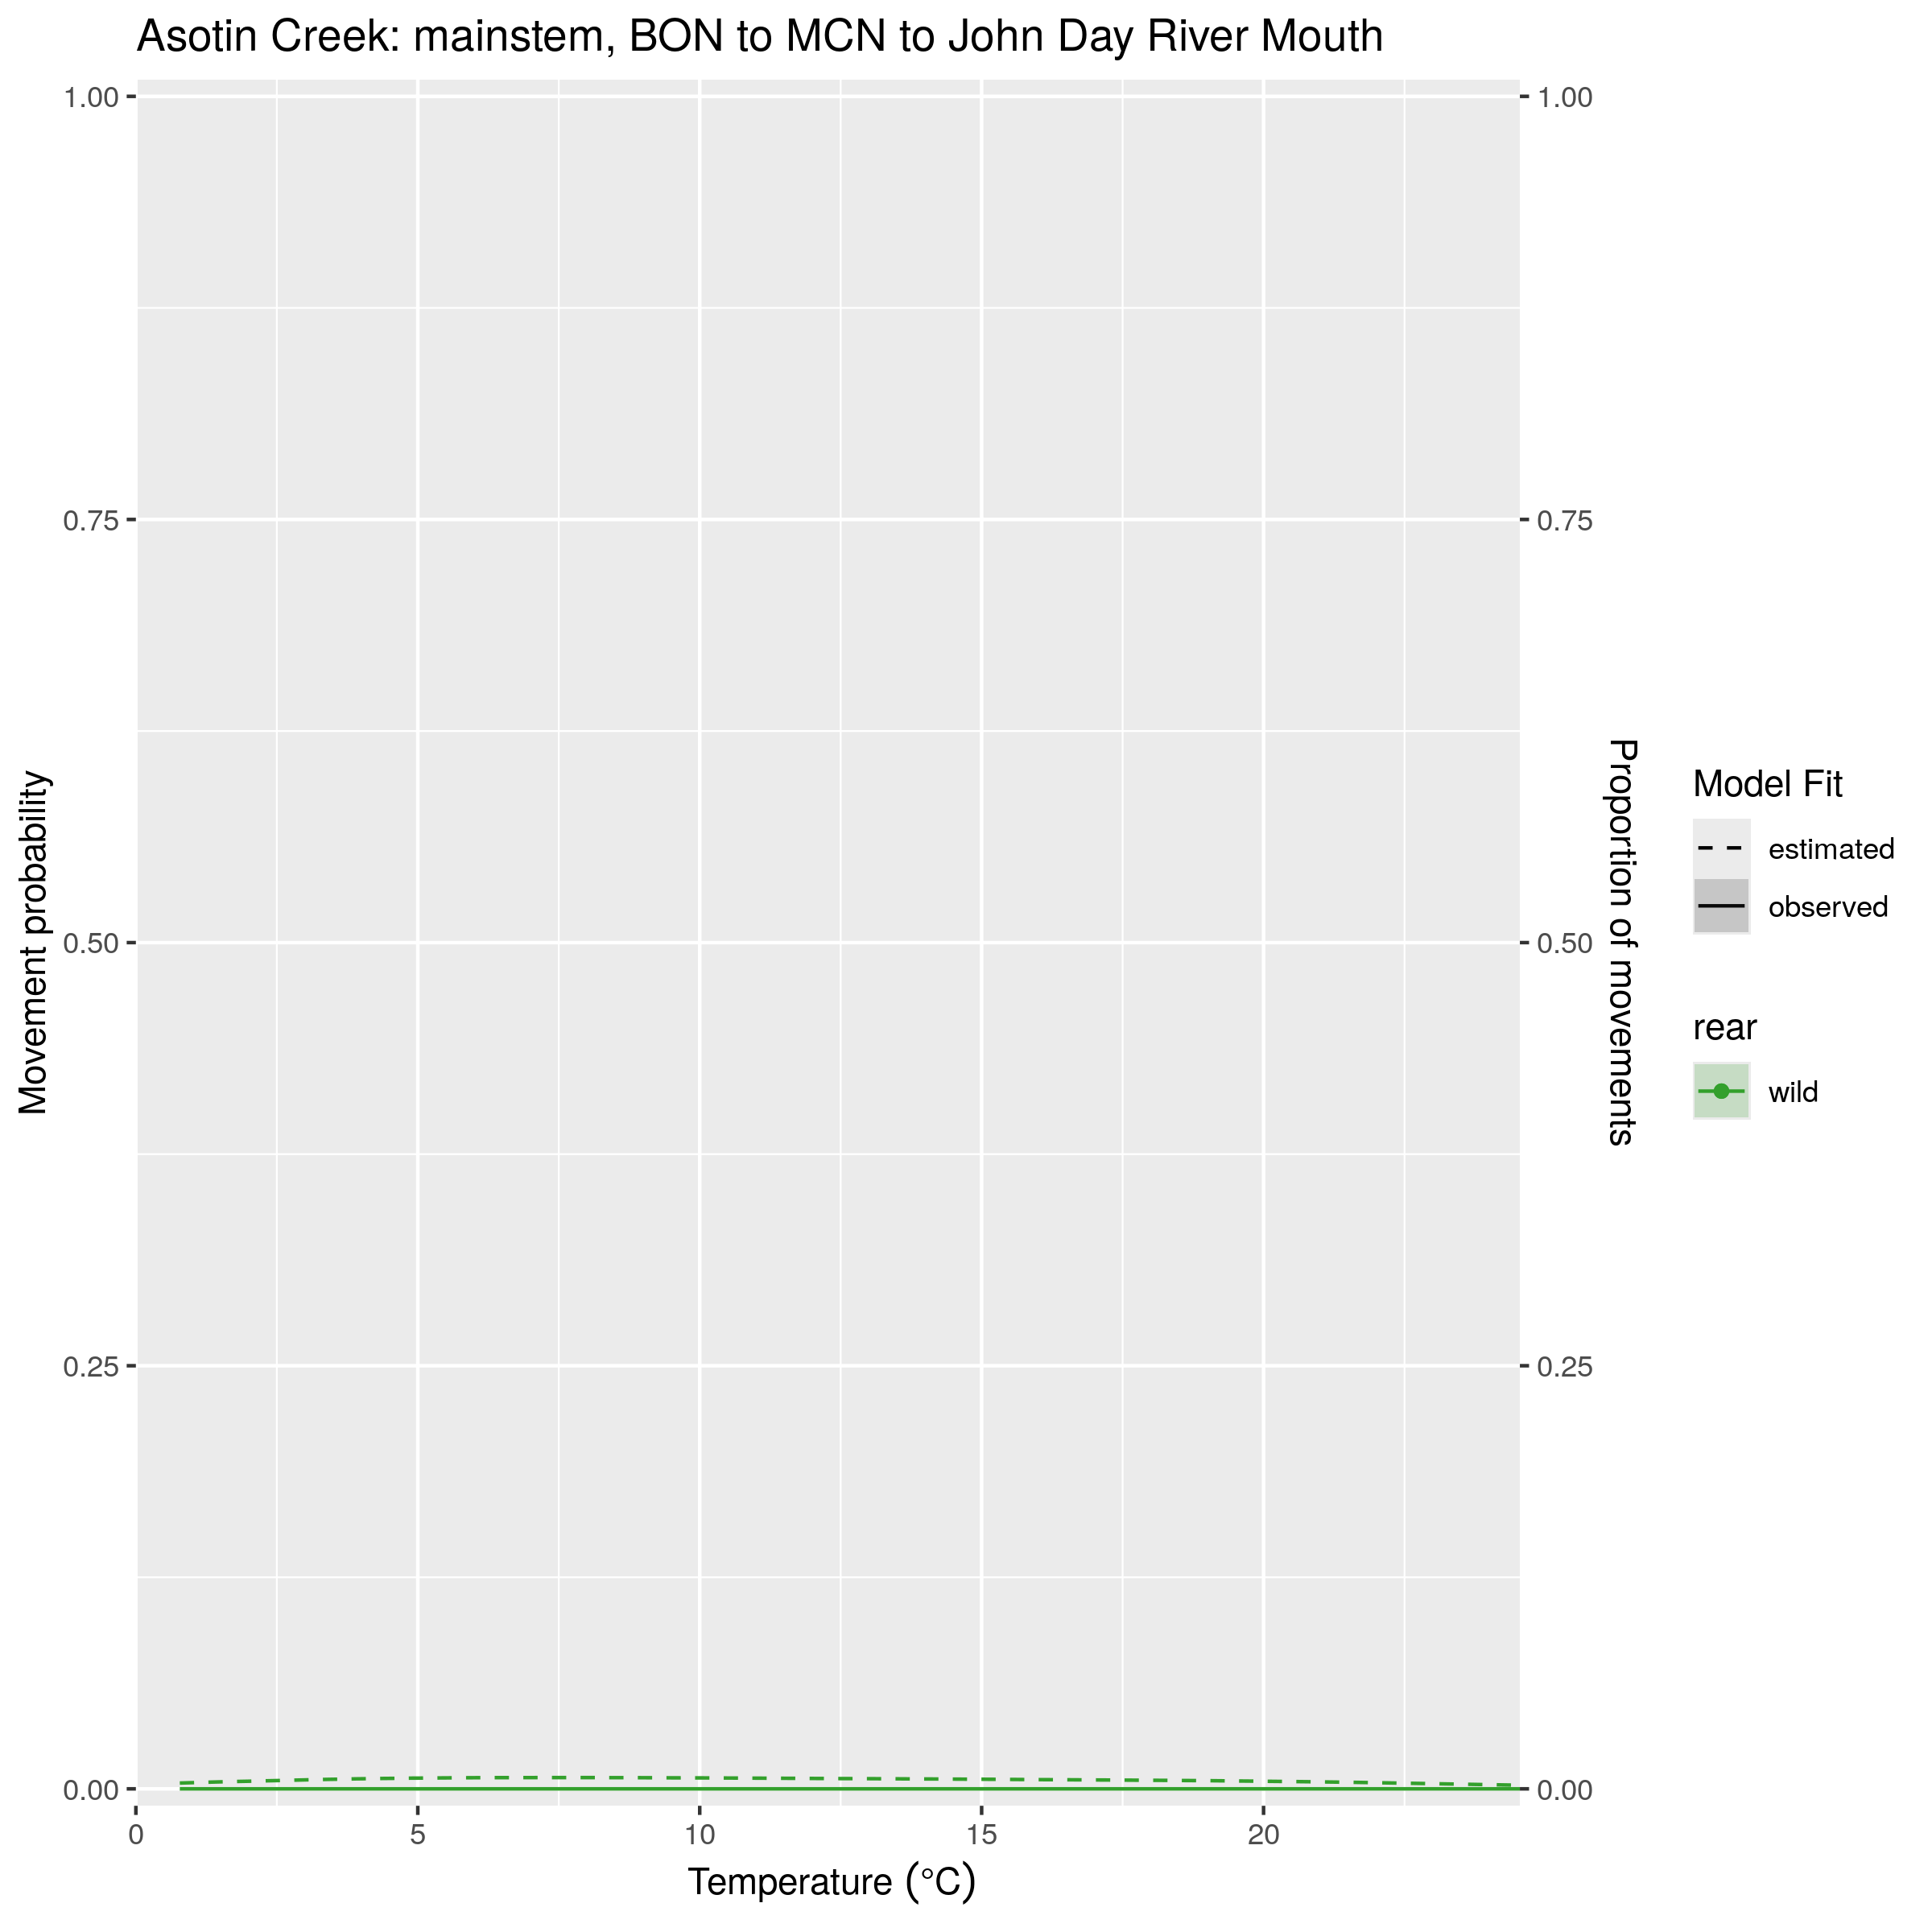 Asotin Creek: mainstem, BON to MCN to John Day River Mouth
1.00
0.75
0.50
0.25
0.00
Movement probability
0
5
10
15
20
Temperature (°C)
1.00
0.75
0.50
0.25
0.00
Proportion of movements
Model Fit
estimated
observed
rear
wild